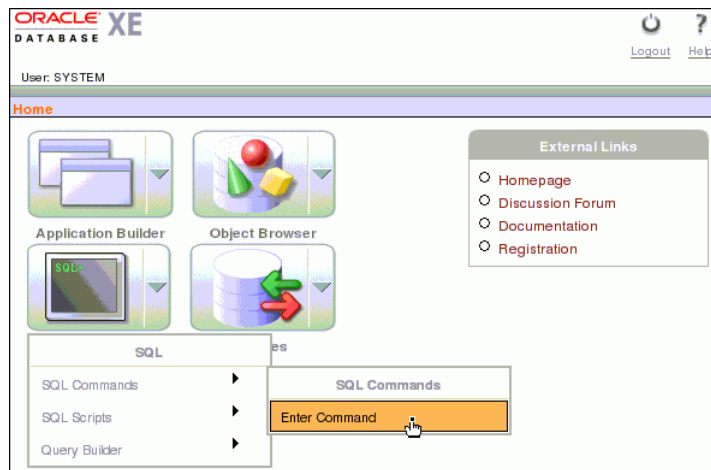 ORACLE XE
DATABASE
Logout
User: SYSTEM
Home
External Links
Homepage
Discussion Forum
Documentation
Registration
Application Builder
Object Browser
SQL>
SQL
SQL Commands
SQL Scripts
Query Builder
SQL Commands
Enter Command